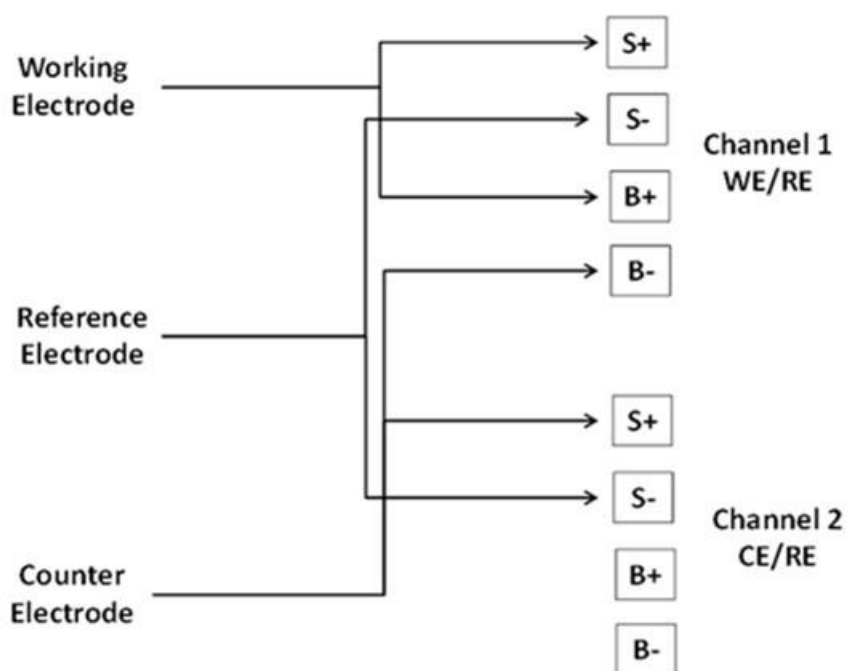 Working
Electrode
Reference
Electrode
Counter
Electrode
S+
S-
B+
B-
Channel 1
WE/RE
S+
S-
B+
B-
Channel 2
CE/RE